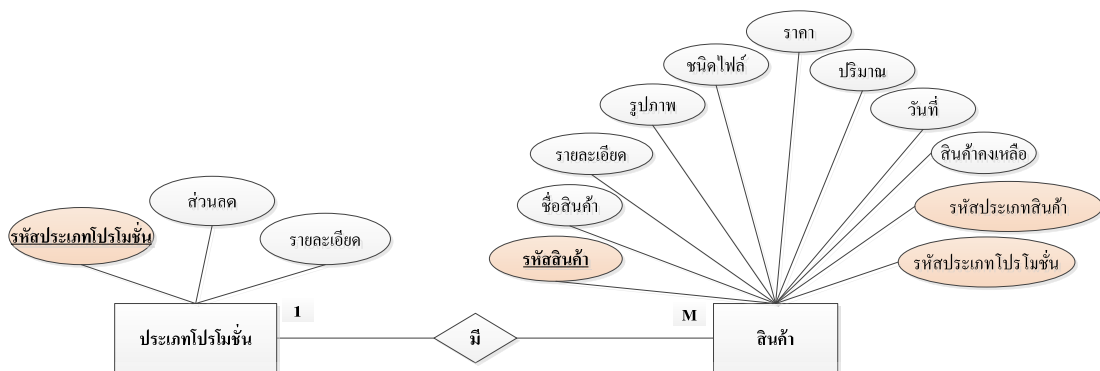 ราคา
ชนิดไฟล์
ปริมาณ
รูปภาพ
วันที่
รายละเอียด
สินค้าคงเหลือ
ส่วนลด
ชื่อสินค้า
รหัสประเภทสินค้า
รหัสประเภทโปรโมชั่น
รายละเอียด
รหัสสินค้า
รหัสประเภทโปรโมชั่น
1
M
ประเภทโปรโมชั่น
มี
สินค้า